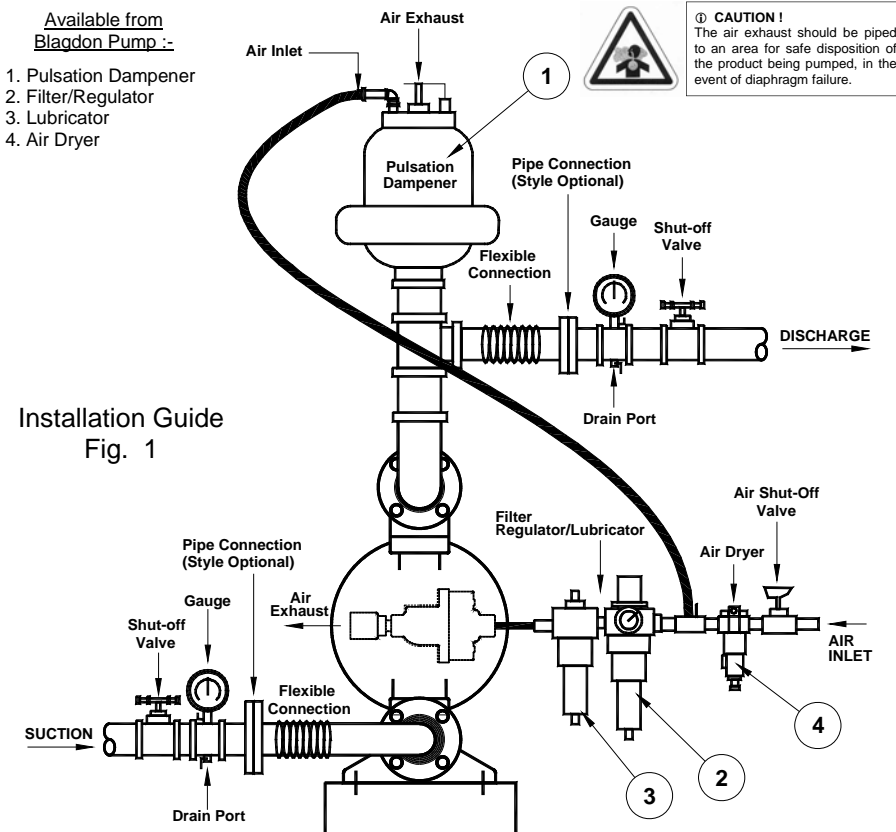 Available from
Blagdon Pump :-
1. Pulsation Dampener
2. Filter/Regulator
3. Lubricator
4. Air Dryer
Air Exhaust
Air Inlet
1
ⓘ CAUTION !
The air exhaust should be piped
to an area for safe disposition of
the product being pumped, in the
event of diaphragm failure.
Pulsation
Dampener
Pipe Connection
(Style Optional)
Gauge
Shut-off
Valve
Flexible
Connection
DISCHARGE
Drain Port
Installation Guide
Fig. 1
Air Shut-Off
Valve
Filter
Regulator/Lubricator
Air Dryer
Pipe Connection
(Style Optional)
Air
Exhaust
Gauge
Shut-off
Valve
AIR
INLET
Flexible
Connection
SUCTION
4
2
3
Drain Port